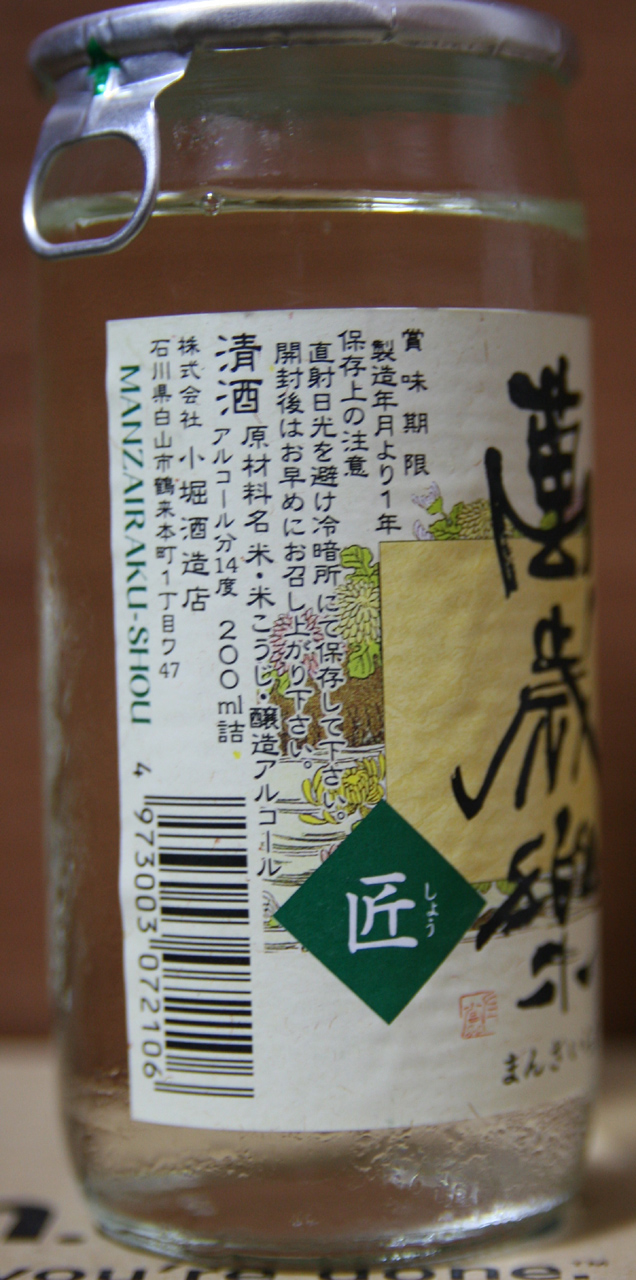 萬歳樂
まんざい
匠
しょう
賞味期限
製造年月より1年
保存上の注意
直射日光を避け冷暗所にて保存して下さい。
開封後はお早めにお召し上がり下さい。
原材料名 米・米こうじ・醸造アルコール
清酒 アルコール分14度 200ml詰
株式会社 小堀酒造店
石川県白山市鶴来本町1丁目ワ47
MANZAIRAKU-SHOU
4 973003 072106